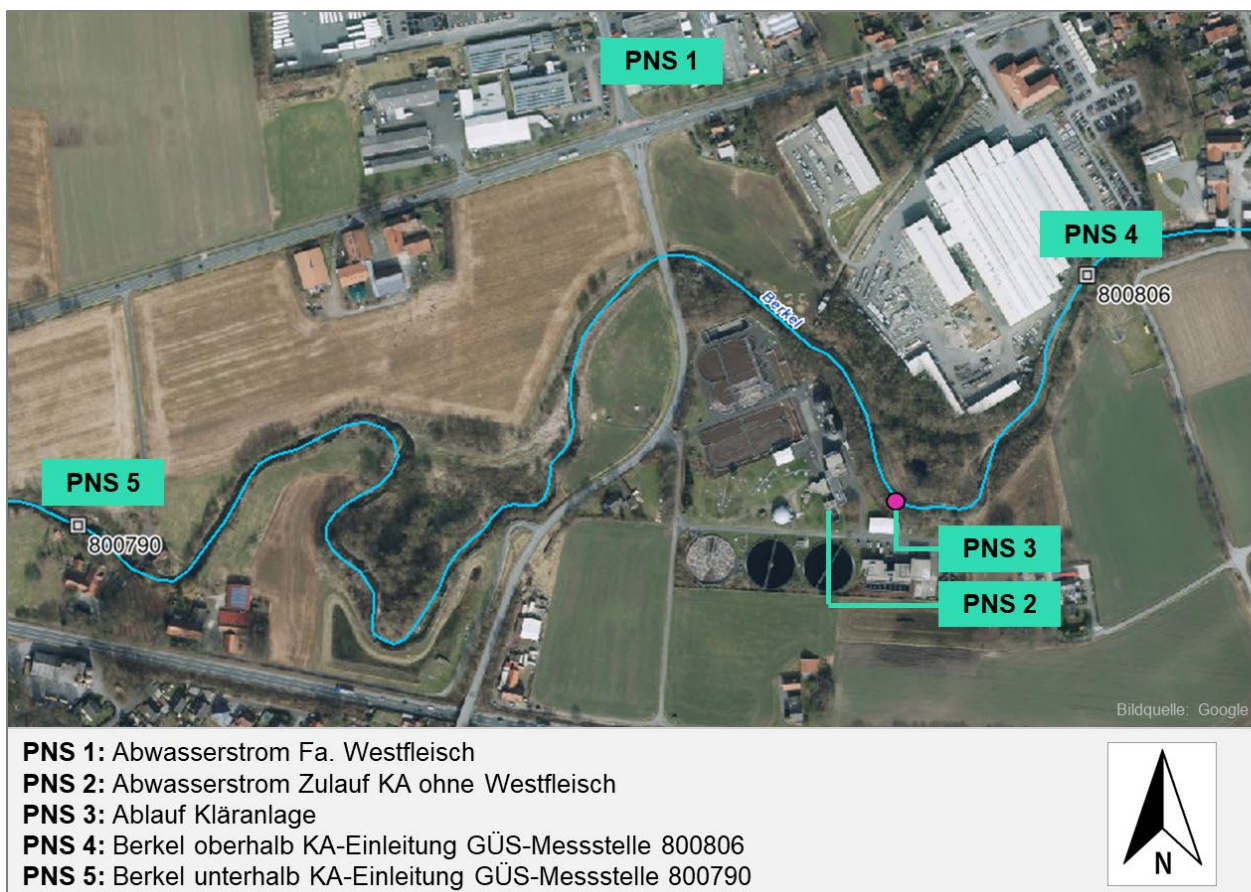 PNS 1
PNS 4
800806
Berkel
PNS 5
800790
PNS 3
PNS 2
Bildquelle: Google
PNS 1: Abwasserstrom Fa. Westfleisch
PNS 2: Abwasserstrom Zulauf KA ohne Westfleisch
PNS 3: Ablauf Kläranlage
PNS 4: Berkel oberhalb KA-Einleitung GÜS-Messstelle 800806
PNS 5: Berkel unterhalb KA-Einleitung GÜS-Messstelle 800790
N